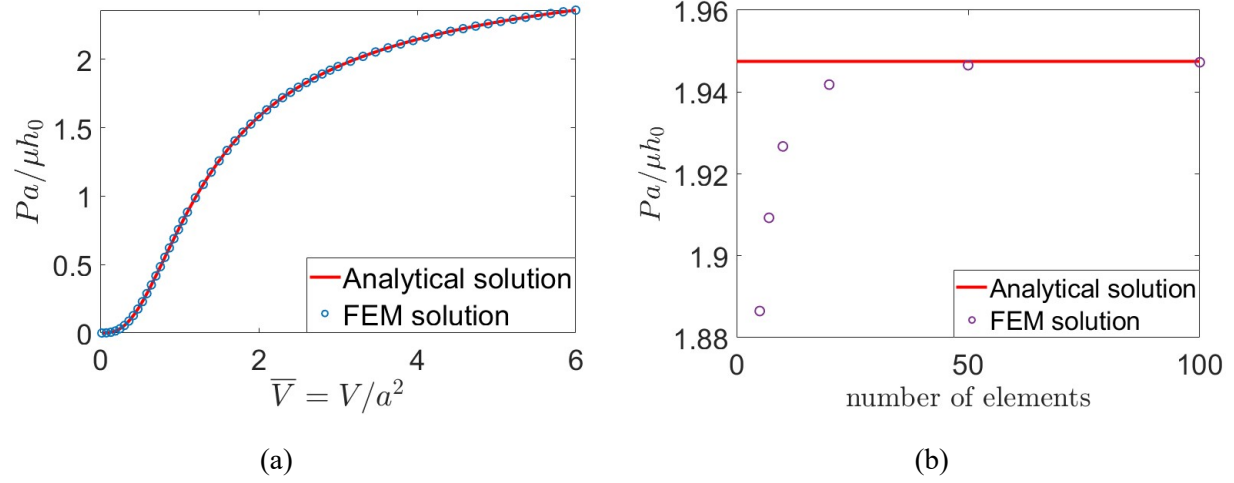 Pa/μh₀
2
1.5
1
0.5
0
0 2 4 6
V̅ = V/a²
Analytical solution
FEM solution
(a)
Pa/μh₀
1.96
1.94
1.92
1.9
1.88
0 50 100
number of elements
Analytical solution
FEM solution
(b)